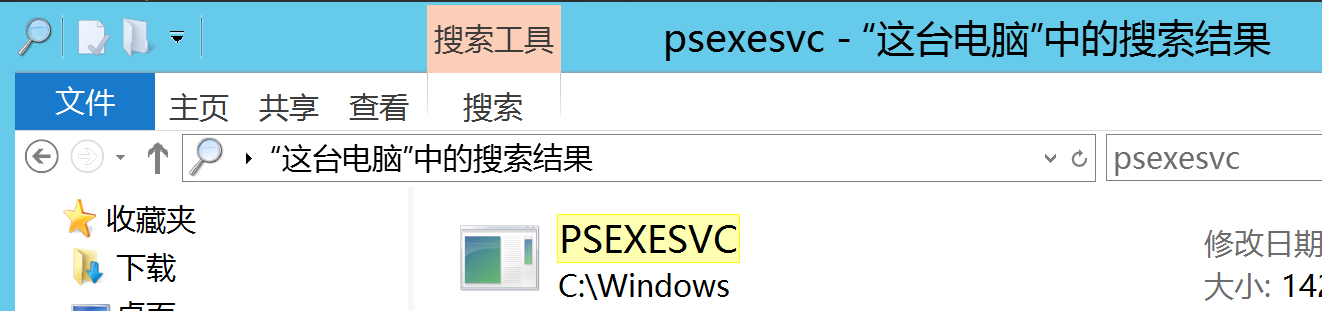 搜索工具
psexesvc - “这台电脑”中的搜索结果
文件 主页 共享 查看 搜索
“这台电脑”中的搜索结果
psexesvc
收藏夹
下载
桌面
PSEXESVC
C:\Windows
修改日期
大小: 142